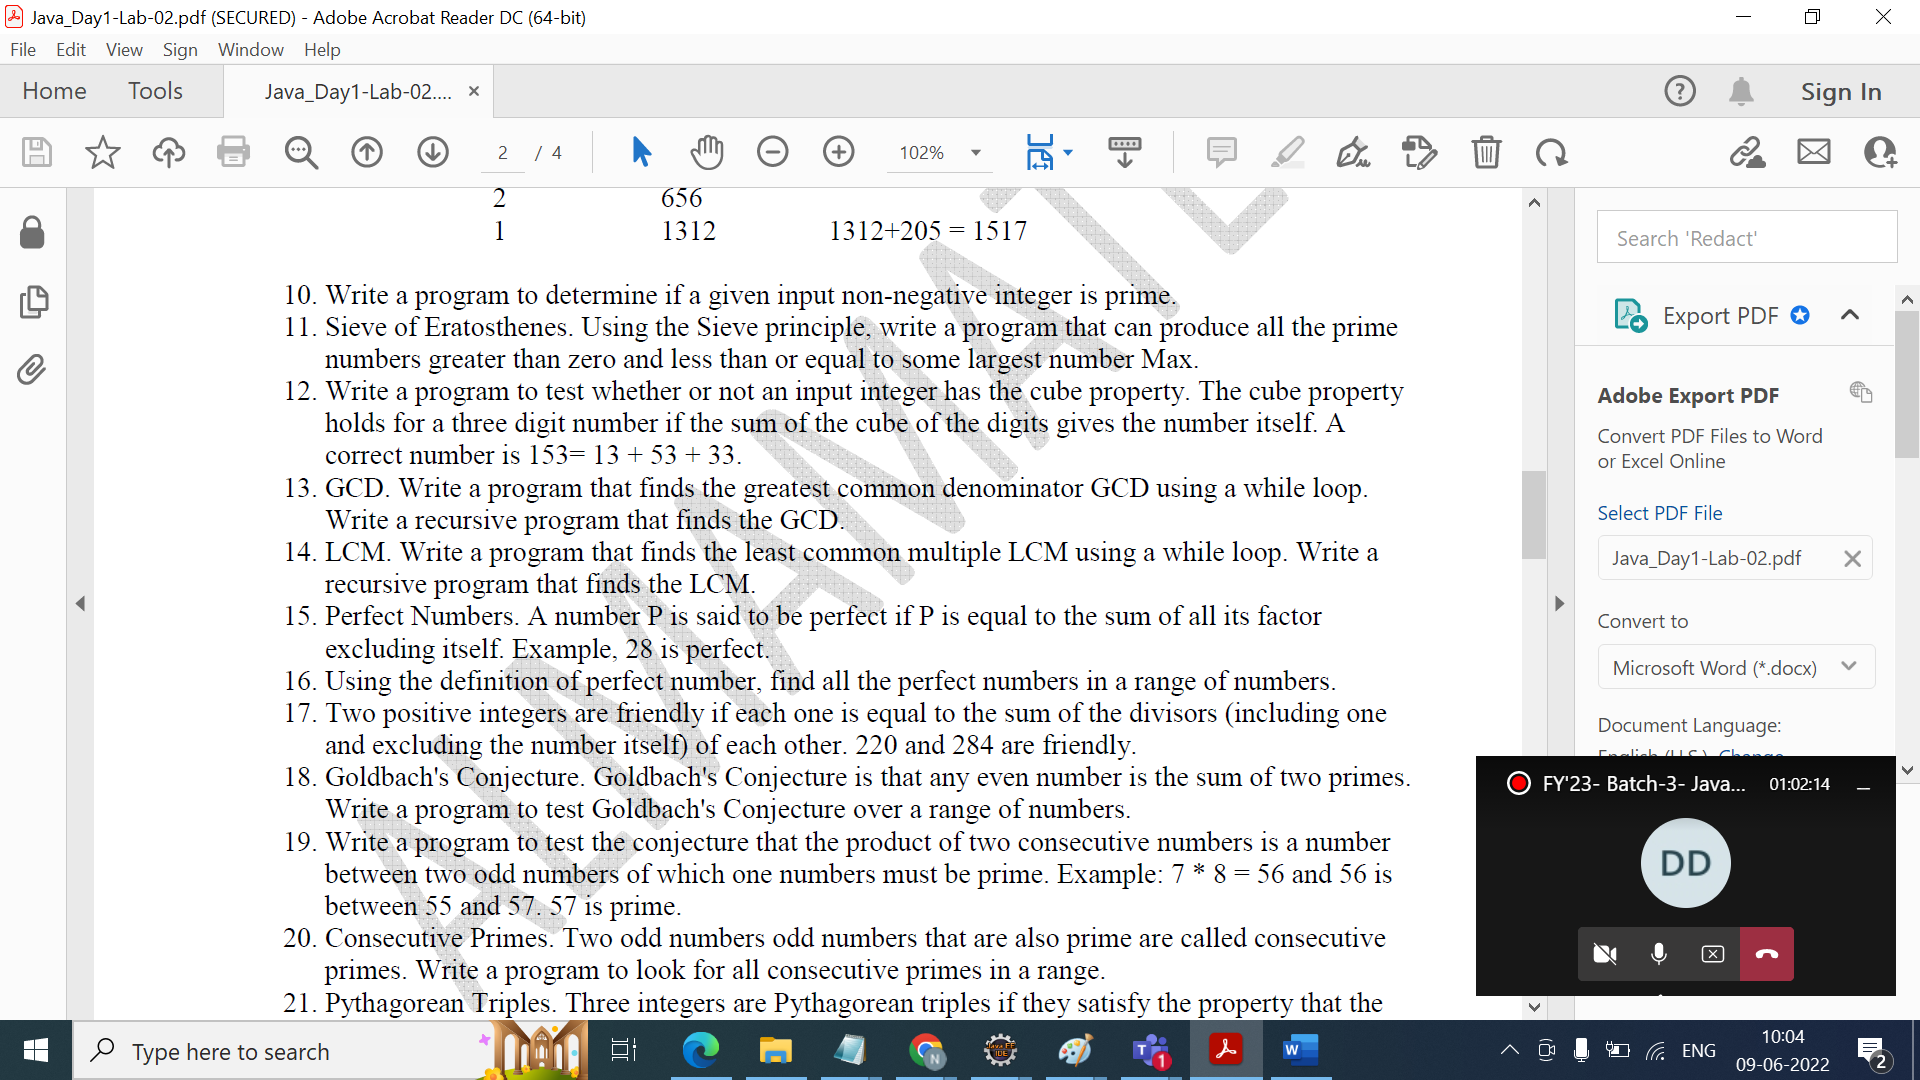 Java_Day1-Lab-02.pdf (SECURED) - Adobe Acrobat Reader DC (64-bit)
File Edit View Sign Window Help
Home Tools Java_Day1-Lab-02.... × Sign In
2 / 4 102%
2 656
1 1312 1312+205 = 1517
10. Write a program to determine if a given input non-negative integer is prime.
11. Sieve of Eratosthenes. Using the Sieve principle, write a program that can produce all the prime
numbers greater than zero and less than or equal to some largest number Max.
12. Write a program to test whether or not an input integer has the cube property. The cube property
holds for a three digit number if the sum of the cube of the digits gives the number itself. A
correct number is 153= 13 + 53 + 33.
13. GCD. Write a program that finds the greatest common denominator GCD using a while loop.
Write a recursive program that finds the GCD.
14. LCM. Write a program that finds the least common multiple LCM using a while loop. Write a
recursive program that finds the LCM.
15. Perfect Numbers. A number P is said to be perfect if P is equal to the sum of all its factor
excluding itself. Example, 28 is perfect.
16. Using the definition of perfect number, find all the perfect numbers in a range of numbers.
17. Two positive integers are friendly if each one is equal to the sum of the divisors (including one
and excluding the number itself) of each other. 220 and 284 are friendly.
18. Goldbach's Conjecture. Goldbach's Conjecture is that any even number is the sum of two primes.
Write a program to test Goldbach's Conjecture over a range of numbers.
19. Write a program to test the conjecture that the product of two consecutive numbers is a number
between two odd numbers of which one numbers must be prime. Example: 7 * 8 = 56 and 56 is
between 55 and 57. 57 is prime.
20. Consecutive Primes. Two odd numbers odd numbers that are also prime are called consecutive
primes. Write a program to look for all consecutive primes in a range.
21. Pythagorean Triples. Three integers are Pythagorean triples if they satisfy the property that the
ALMAMATE
Search 'Redact'
Export PDF
Adobe Export PDF
Convert PDF Files to Word
or Excel Online
Select PDF File
Java_Day1-Lab-02.pdf
Convert to
Microsoft Word (*.docx)
Document Language:
English (U.S.) Change
FY'23- Batch-3- Java... 01:02:14
DD
Type here to search
Java EE
IDE
N
T
1
W
ENG
10:04
09-06-2022
2